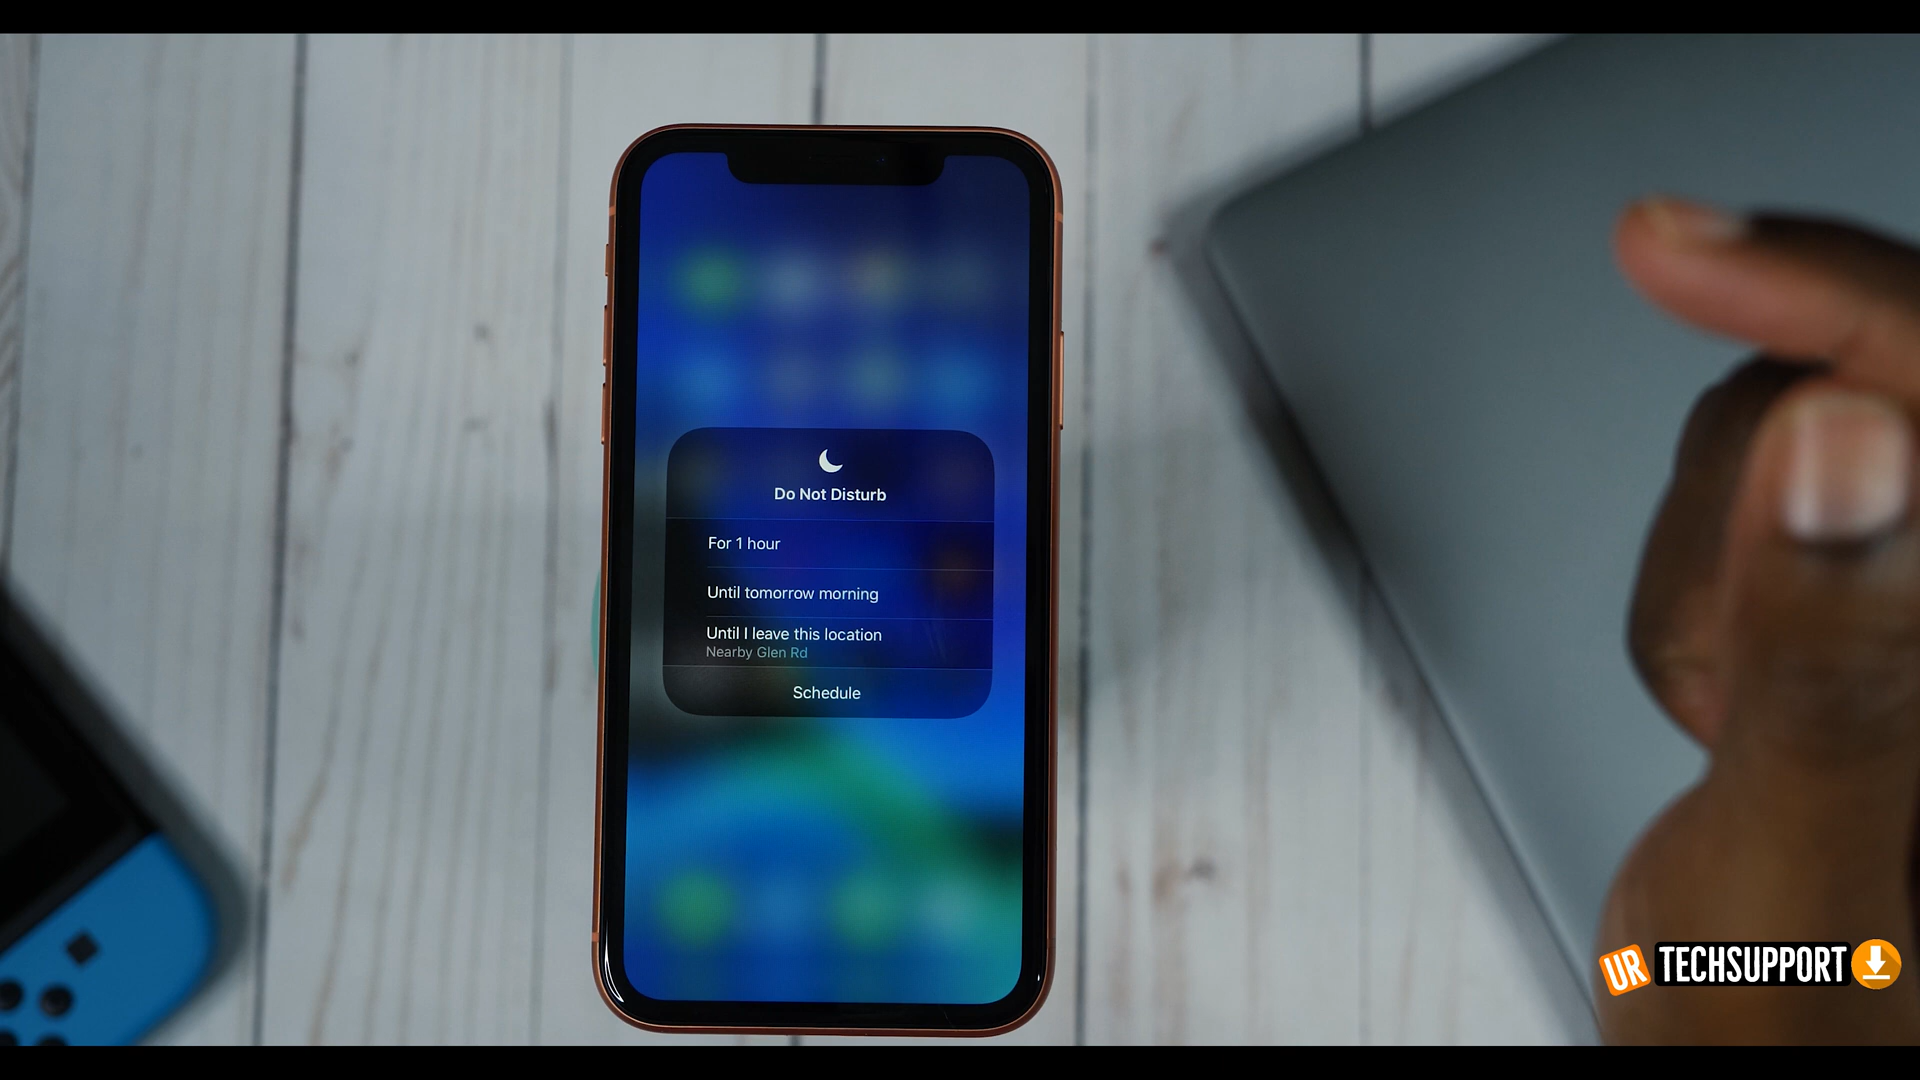 Do Not Disturb
For 1 hour
Until tomorrow morning
Until I leave this location
Nearby Glen Rd
Schedule
UR TECHSUPPORT